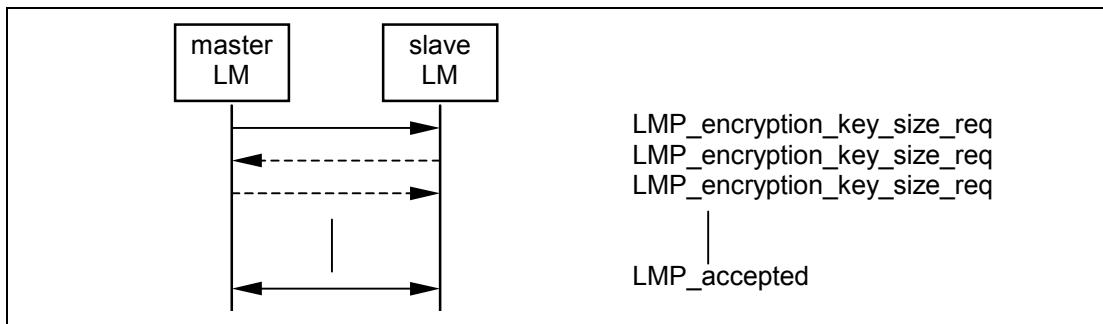 master
LM
slave
LM
LMP_encryption_key_size_req
LMP_encryption_key_size_req
LMP_encryption_key_size_req
LMP_accepted